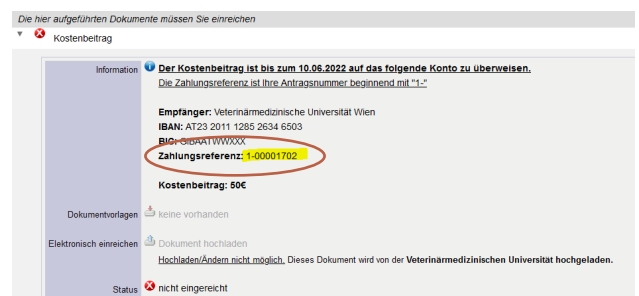 Die hier aufgeführten Dokumente müssen Sie einreichen
Kostenbeitrag
Information Der Kostenbeitrag ist bis zum 10.06.2022 auf das folgende Konto zu überweisen.
Die Zahlungsreferenz ist Ihre Antragsnummer beginnend mit "1-"
Empfänger: Veterinärmedizinische Universität Wien
IBAN: AT23 2011 1285 2634 6503
BIC: GIBAATWWXXX
Zahlungsreferenz: 1-00001702
Kostenbeitrag: 50€
Dokumentvorlagen keine vorhanden
Elektronisch einreichen Dokument hochladen
Hochladen/Ändern nicht möglich. Dieses Dokument wird von der Veterinärmedizinischen Universität hochgeladen.
Status nicht eingereicht